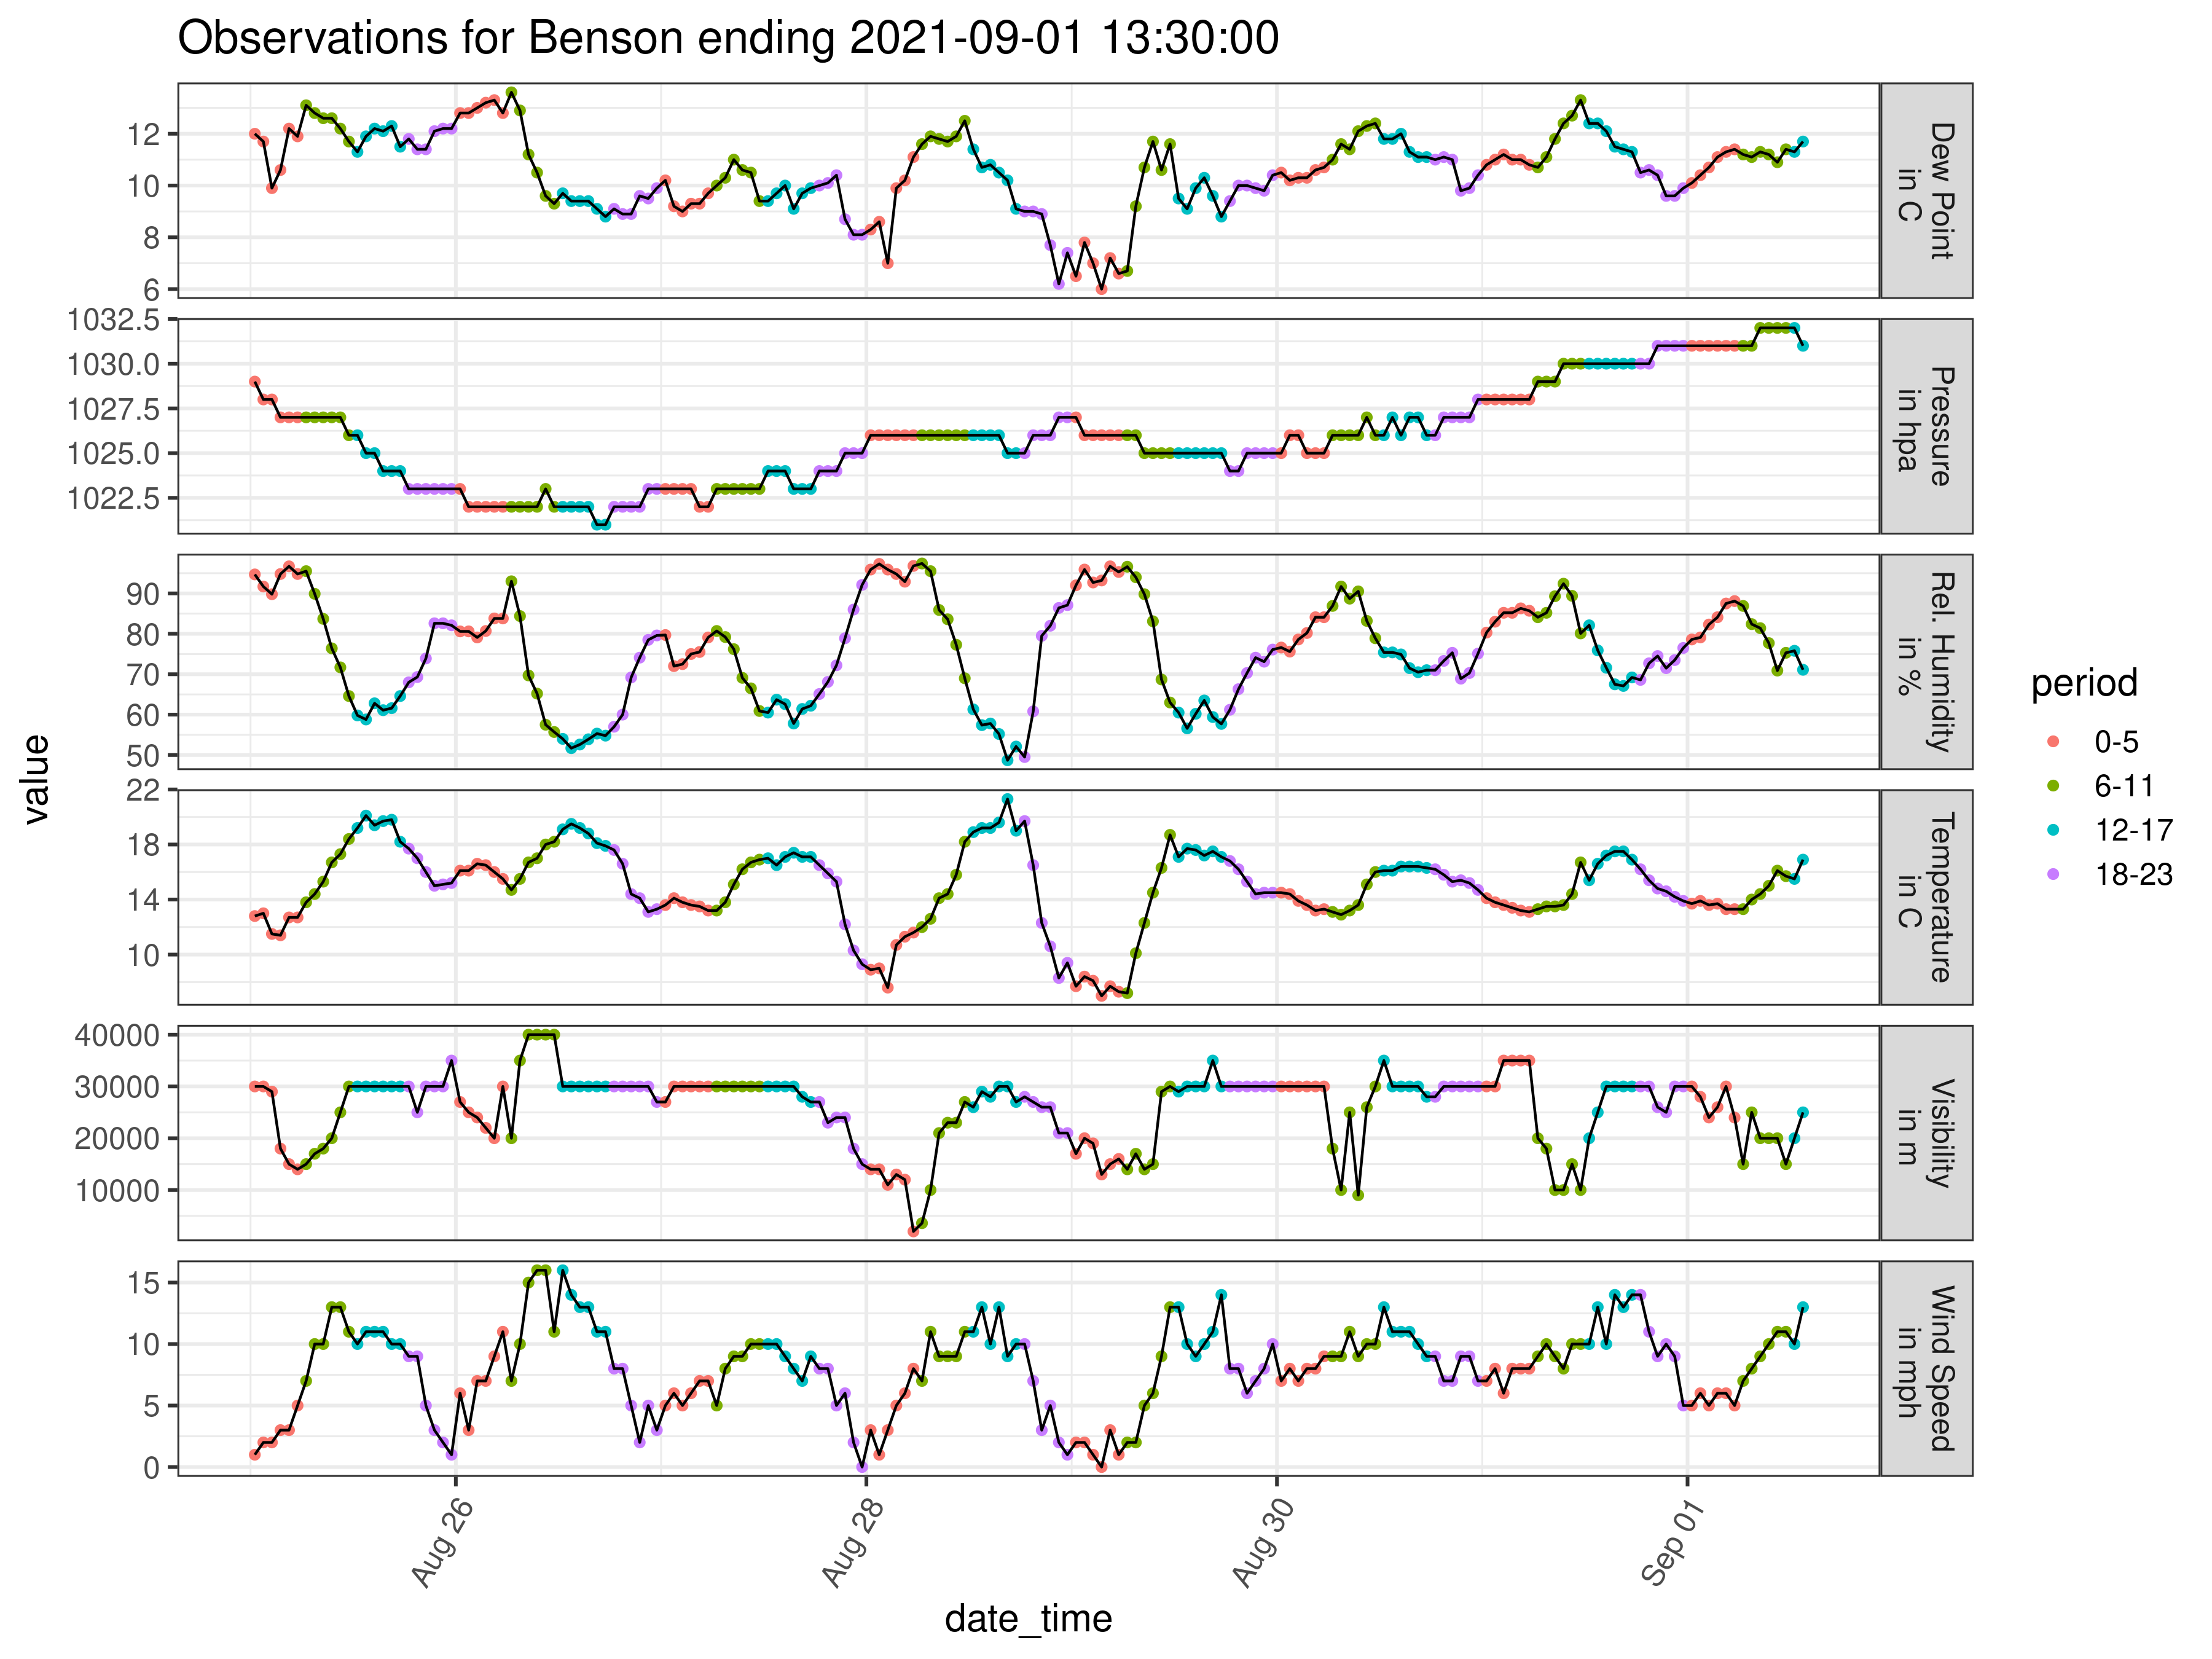 Observations for Benson ending 2021-09-01 13:30:00
12
10
8
6
Dew Point
in C
1032.5
1030.0
1027.5
1025.0
1022.5
Pressure
in hpa
90
80
70
60
50
Rel. Humidity
in %
22
18
14
10
Temperature
in C
40000
30000
20000
10000
Visibility
in m
15
10
5
0
Wind Speed
in mph
value
Aug 26
Aug 28
Aug 30
Sep 01
date_time
period
0-5
6-11
12-17
18-23